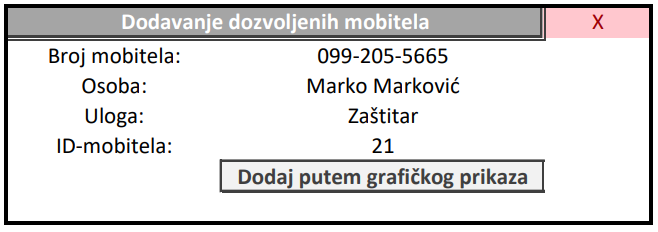 Dodavanje dozvoljenih mobitela X
Broj mobitela: 099-205-5665
Osoba: Marko Marković
Uloga: Zaštitar
ID-mobitela: 21
Dodaj putem grafičkog prikaza